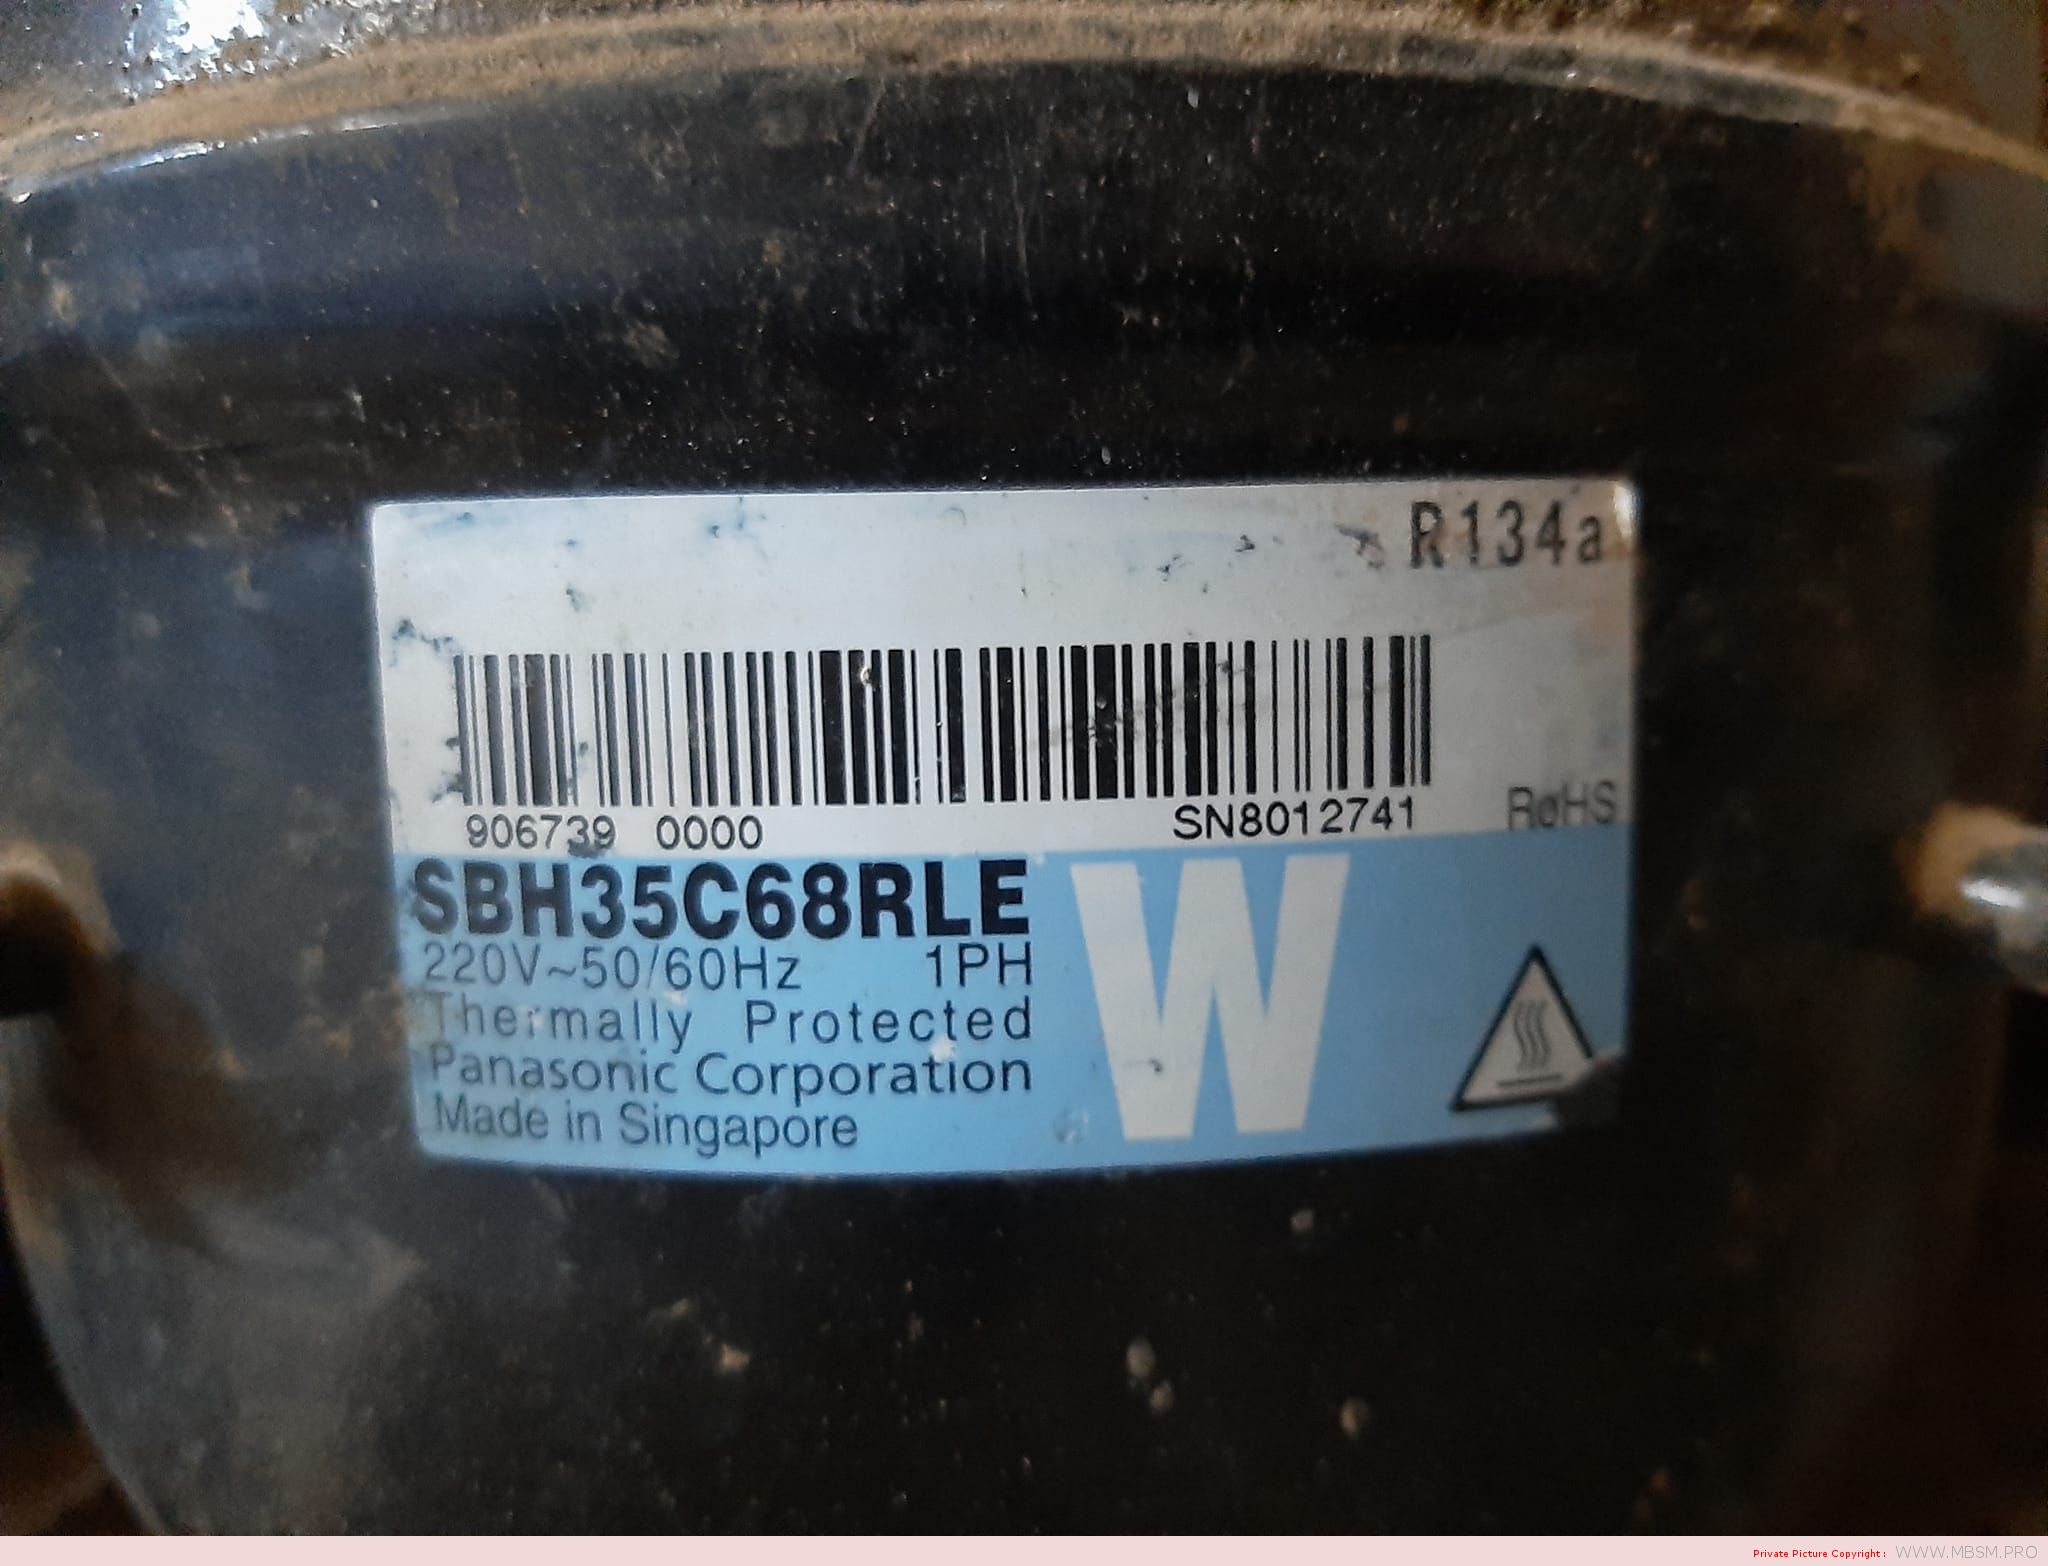 R134a
906739 0000 SN8012741 RoHS
SBH35C68RLE
220V~50/60Hz 1PH
Thermally Protected
Panasonic Corporation
Made in Singapore
W
Private Picture Copyright : WWW.MBSM.PRO